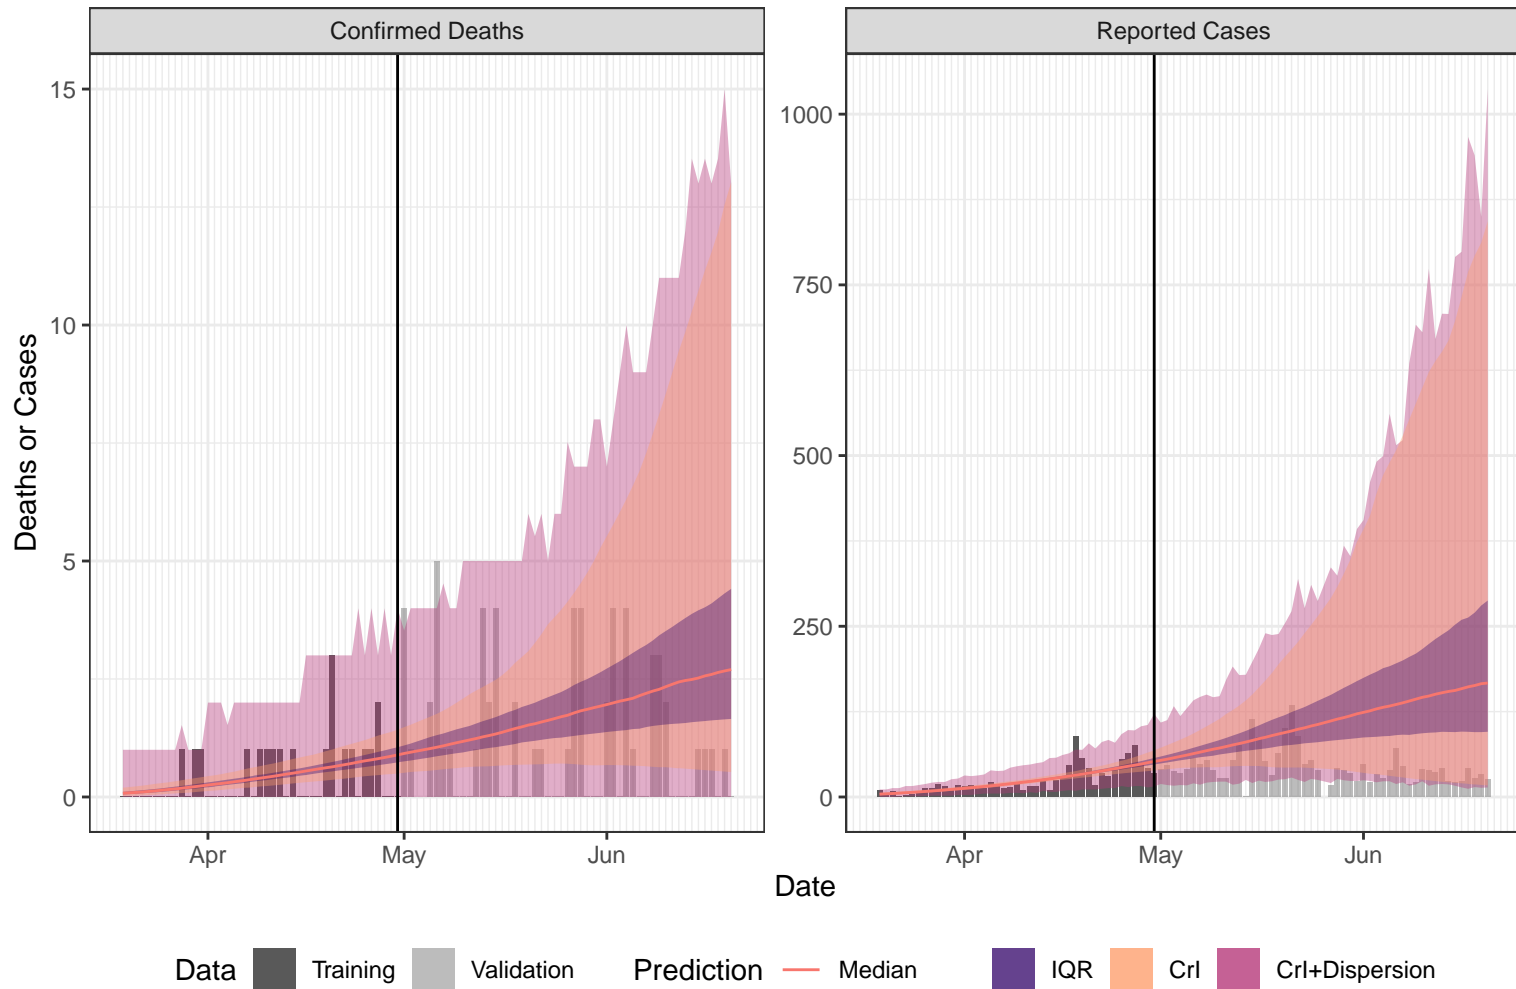 Confirmed Deaths
Reported Cases
Deaths or Cases
15
10
5
0
1000
750
500
250
0
Apr
May
Jun
Apr
May
Jun
Date
Data Training Validation Prediction Median IQR CrI CrI+Dispersion